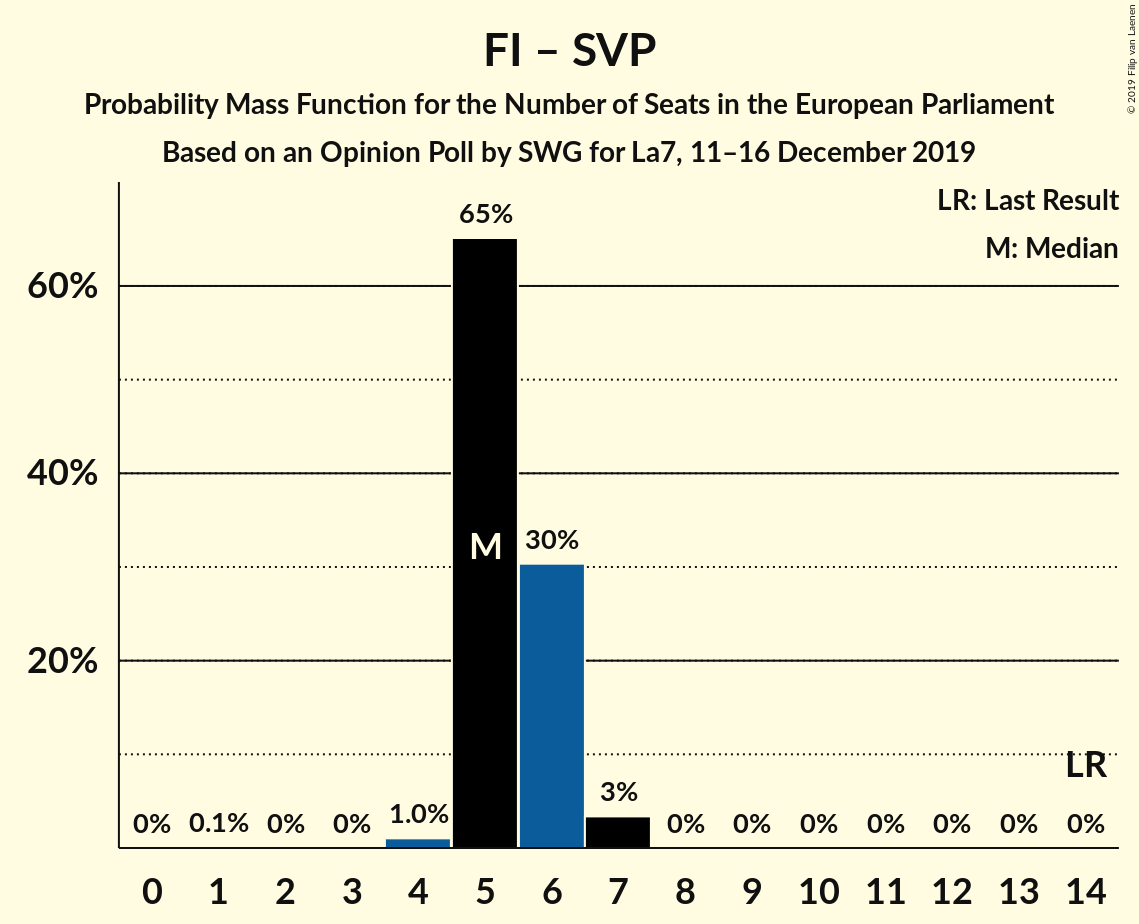 FI – SVP
Probability Mass Function for the Number of Seats in the European Parliament
Based on an Opinion Poll by SWG for La7, 11–16 December 2019
© 2019 Filip van Laenen
LR: Last Result
M: Median
65%
60%
40%
M
30%
20%
LR
3%
1.0%
0% 0.1% 0% 0% 0% 0% 0% 0% 0% 0% 0%
0 1 2 3 4 5 6 7 8 9 10 11 12 13 14